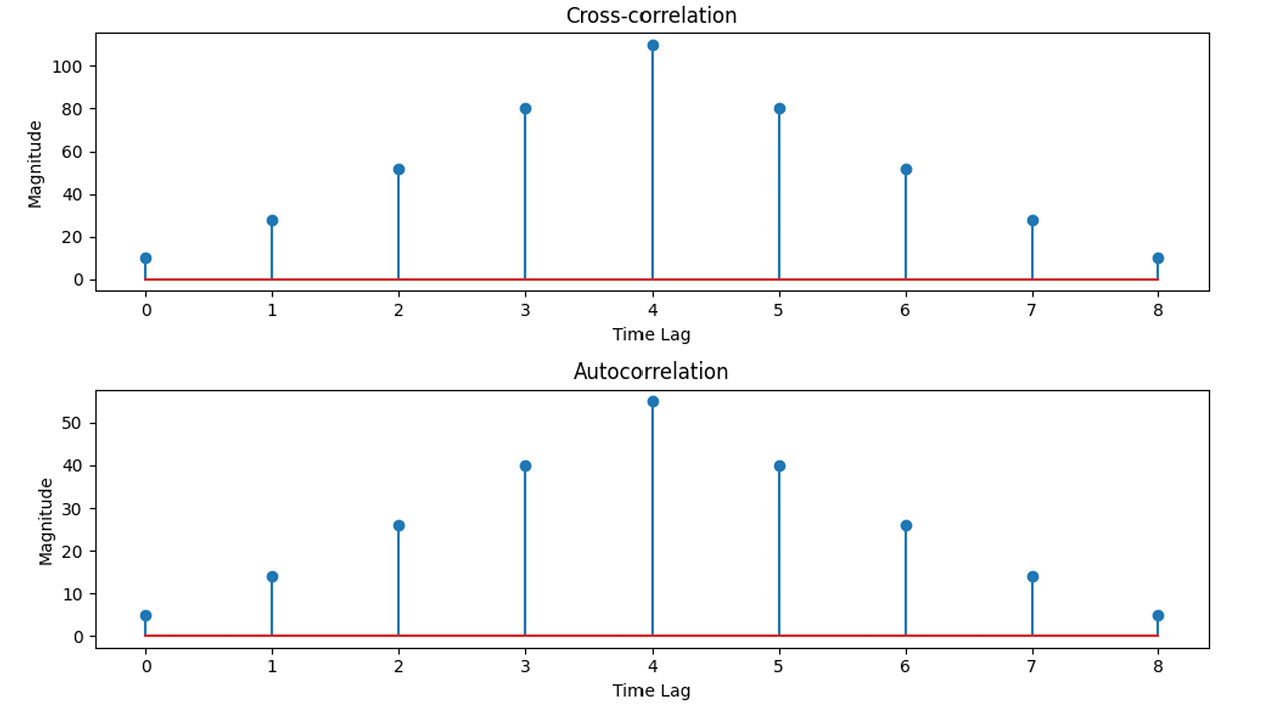 Cross-correlation
100
80
60
40
20
0
Magnitude
0 1 2 3 4 5 6 7 8
Time Lag
Autocorrelation
50
40
30
20
10
0
Magnitude
0 1 2 3 4 5 6 7 8
Time Lag